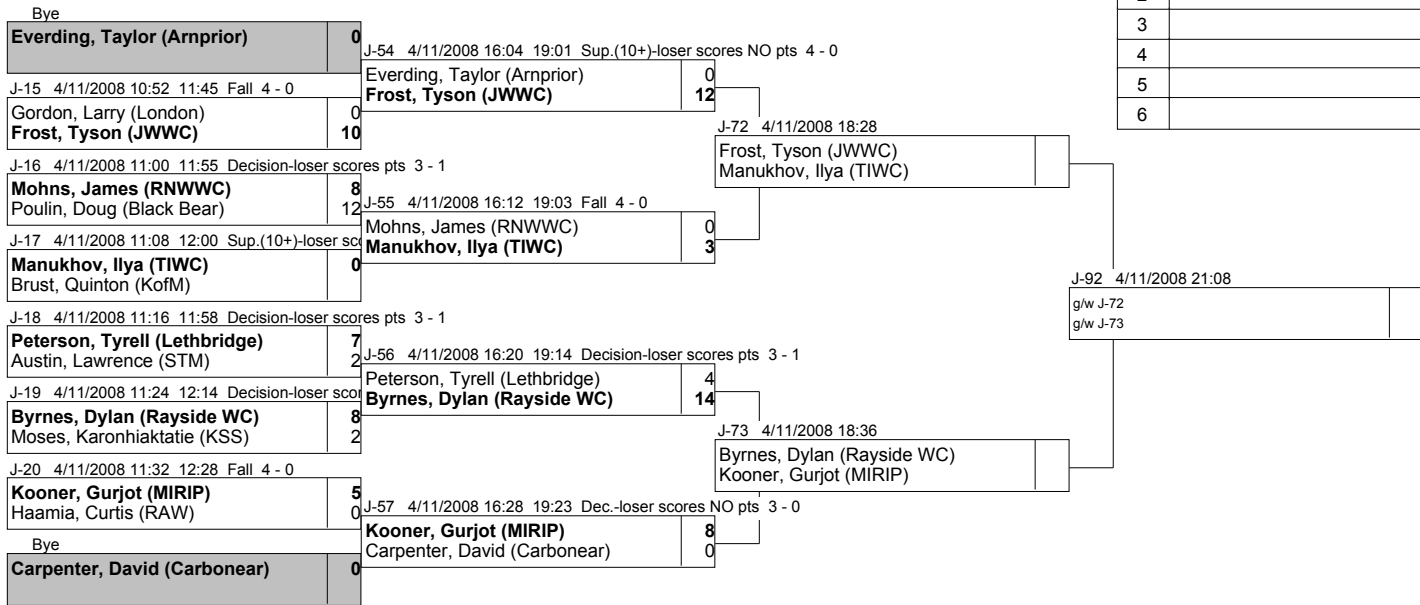 Bye
Everding, Taylor (Arnprior) 0
J-15 4/11/2008 10:52 11:45 Fall 4 - 0
Gordon, Larry (London) 0
Frost, Tyson (JWWC) 10
J-16 4/11/2008 11:00 11:55 Decision-loser scores pts 3 - 1
Mohns, James (RNWWC) 8
Poulin, Doug (Black Bear) 12
J-17 4/11/2008 11:08 12:00 Sup.(10+)-loser sco
Manukhov, Ilya (TIWC) 0
Brust, Quinton (KofM)
J-18 4/11/2008 11:16 11:58 Decision-loser scores pts 3 - 1
Peterson, Tyrell (Lethbridge) 7
Austin, Lawrence (STM) 2
J-19 4/11/2008 11:24 12:14 Decision-loser scor
Byrnes, Dylan (Rayside WC) 8
Moses, Karonhiaktatie (KSS) 2
J-20 4/11/2008 11:32 12:28 Fall 4 - 0
Kooner, Gurjot (MIRIP) 5
Haamia, Curtis (RAW) 0
Bye
Carpenter, David (Carbonear) 0
J-54 4/11/2008 16:04 19:01 Sup.(10+)-loser scores NO pts 4 - 0
Everding, Taylor (Arnprior) 0
Frost, Tyson (JWWC) 12
J-55 4/11/2008 16:12 19:03 Fall 4 - 0
Mohns, James (RNWWC) 0
Manukhov, Ilya (TIWC) 3
J-56 4/11/2008 16:20 19:14 Decision-loser scores pts 3 - 1
Peterson, Tyrell (Lethbridge) 4
Byrnes, Dylan (Rayside WC) 14
J-57 4/11/2008 16:28 19:23 Dec.-loser scores NO pts 3 - 0
Kooner, Gurjot (MIRIP) 8
Carpenter, David (Carbonear) 0
J-72 4/11/2008 18:28
Frost, Tyson (JWWC)
Manukhov, Ilya (TIWC)
J-73 4/11/2008 18:36
Byrnes, Dylan (Rayside WC)
Kooner, Gurjot (MIRIP)
J-92 4/11/2008 21:08
g/w J-72
g/w J-73
3
4
5
6